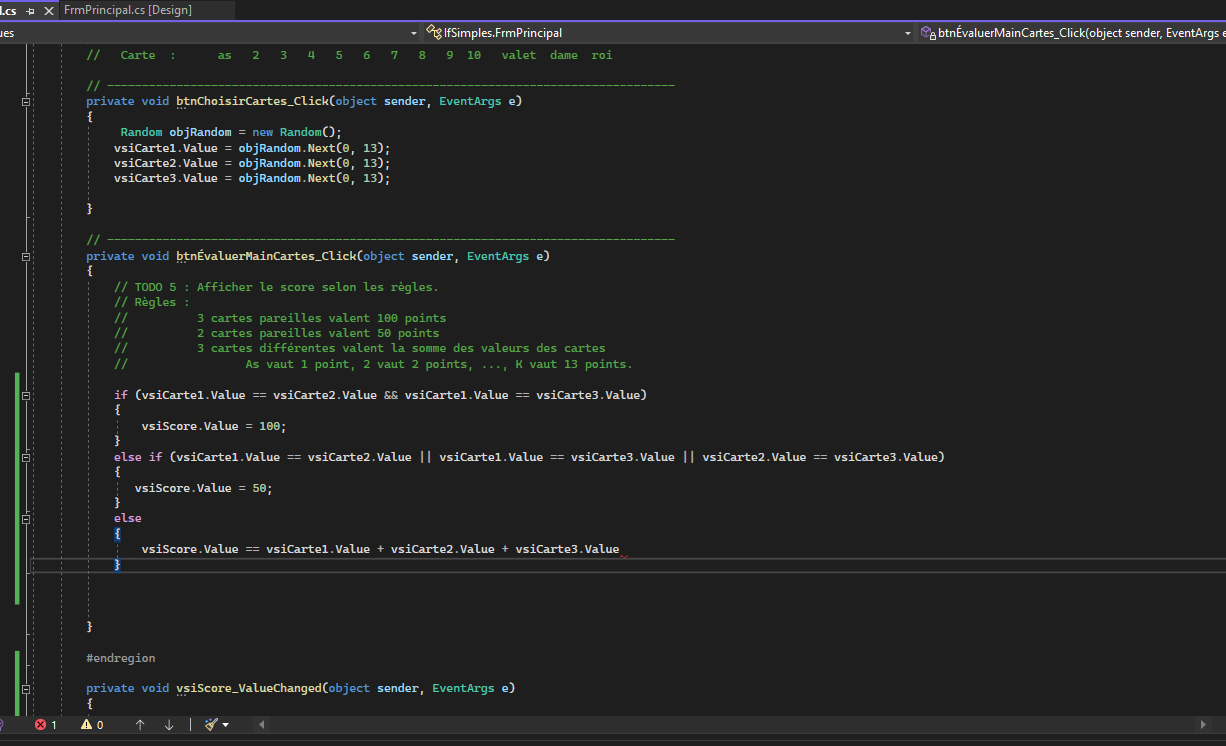 l.cs FrmPrincipal.cs [Design]
ues IfSimples.FrmPrincipal btnÉvaluerMainCartes_Click(object sender, EventArgs e
// Carte : as 2 3 4 5 6 7 8 9 10 valet dame roi
// ----------------------------------------------------------------------------------
private void btnChoisirCartes_Click(object sender, EventArgs e)
{
Random objRandom = new Random();
vsiCarte1.Value = objRandom.Next(0, 13);
vsiCarte2.Value = objRandom.Next(0, 13);
vsiCarte3.Value = objRandom.Next(0, 13);
}
// ----------------------------------------------------------------------------------
private void btnÉvaluerMainCartes_Click(object sender, EventArgs e)
{
// TODO 5 : Afficher le score selon les règles.
// Règles :
// 3 cartes pareilles valent 100 points
// 2 cartes pareilles valent 50 points
// 3 cartes différentes valent la somme des valeurs des cartes
// As vaut 1 point, 2 vaut 2 points, ..., K vaut 13 points.
if (vsiCarte1.Value == vsiCarte2.Value && vsiCarte1.Value == vsiCarte3.Value)
{
vsiScore.Value = 100;
}
else if (vsiCarte1.Value == vsiCarte2.Value || vsiCarte1.Value == vsiCarte3.Value || vsiCarte2.Value == vsiCarte3.Value)
{
vsiScore.Value = 50;
}
else
{
vsiScore.Value == vsiCarte1.Value + vsiCarte2.Value + vsiCarte3.Value
}
}
#endregion
private void vsiScore_ValueChanged(object sender, EventArgs e)
{
1 0